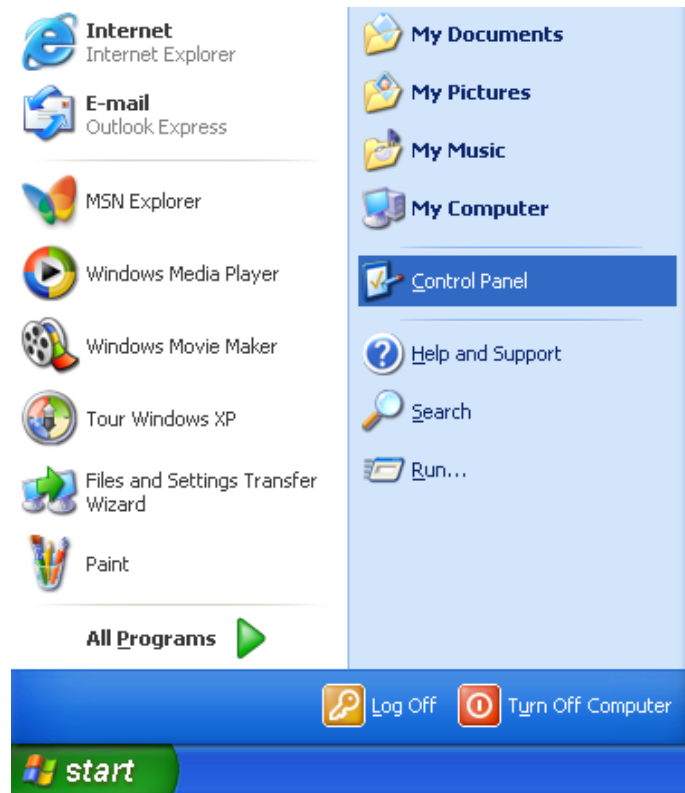 Internet
Internet Explorer
E-mail
Outlook Express
MSN Explorer
Windows Media Player
Windows Movie Maker
Tour Windows XP
Files and Settings Transfer
Wizard
Paint
All Programs
My Documents
My Pictures
My Music
My Computer
Control Panel
Help and Support
Search
Run...
Log Off
Turn Off Computer
start